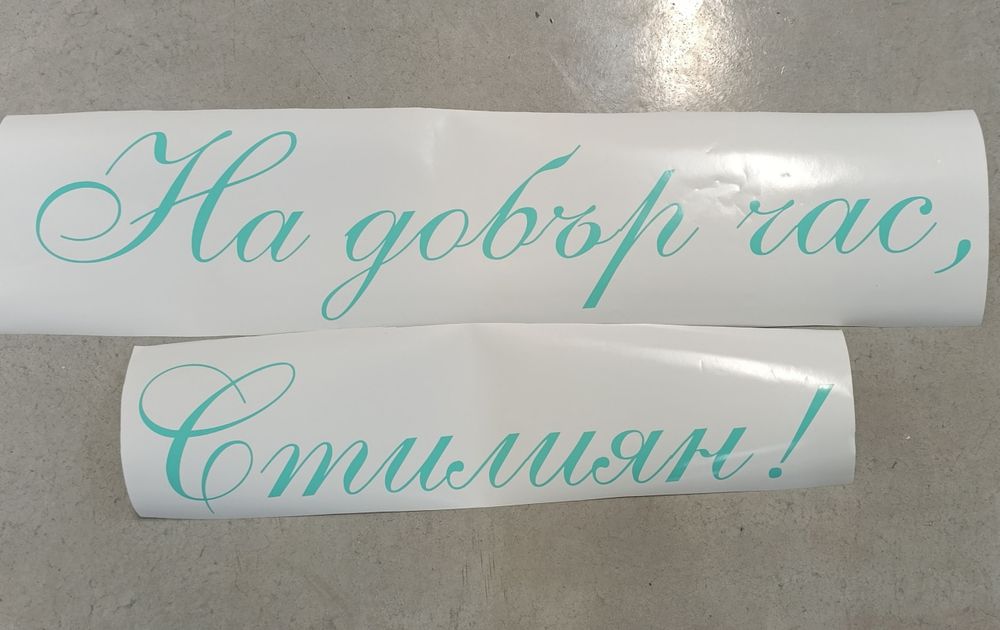 На добър час,
Стилиян!